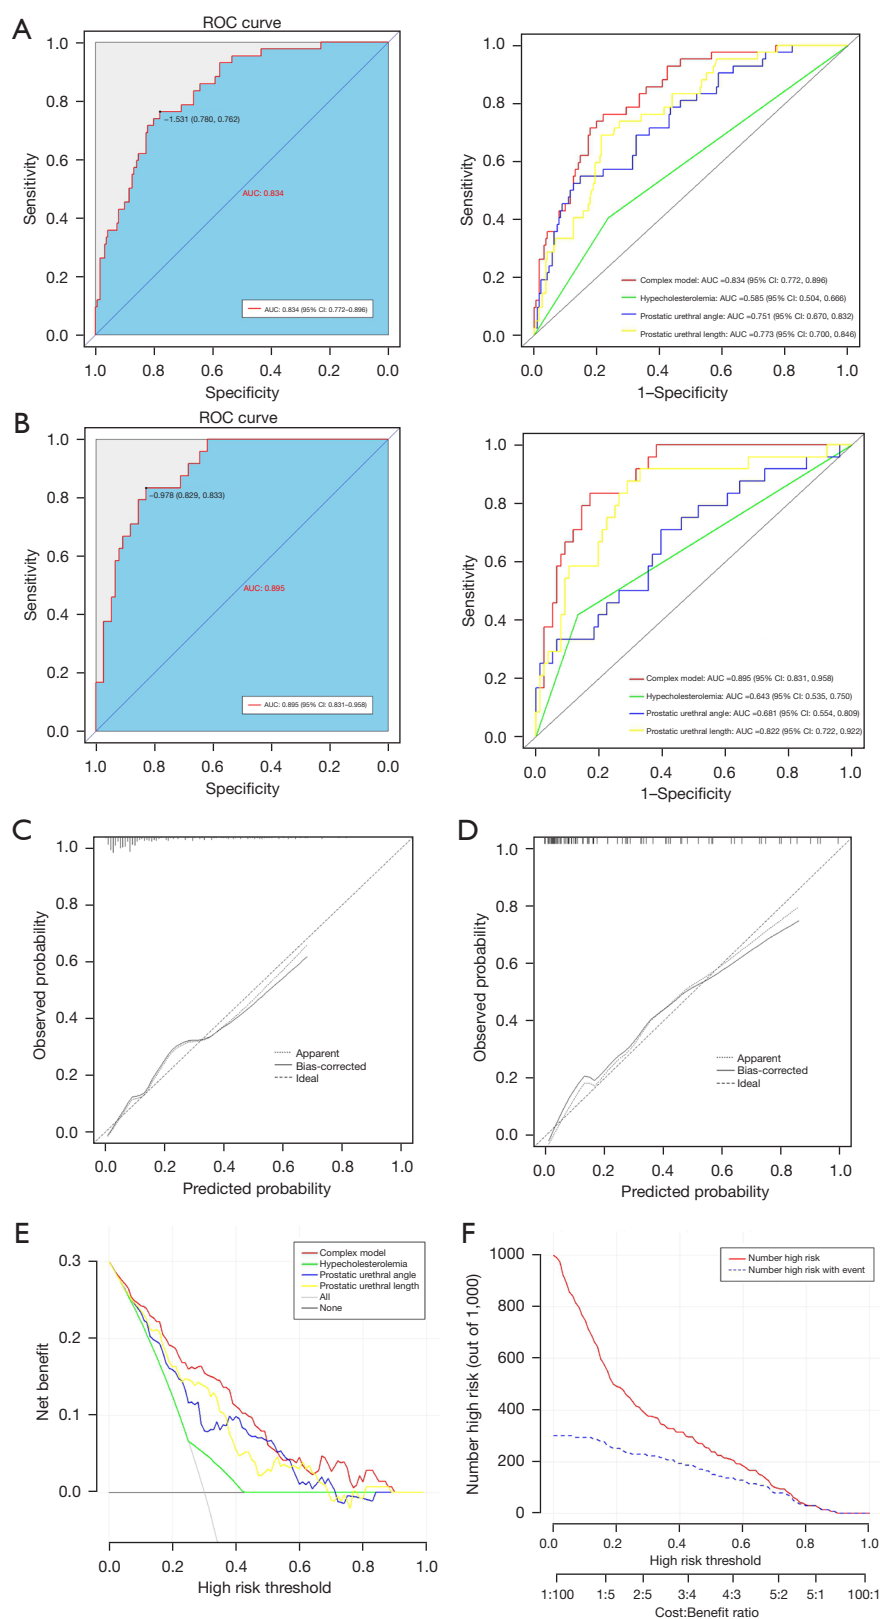 A
ROC curve
1.0
0.8
0.6
0.4
0.2
0.0
Sensitivity
−1.531 (0.780, 0.762)
AUC: 0.834
AUC: 0.834 (95% CI: 0.772–0.896)
1.0 0.8 0.6 0.4 0.2 0.0
Specificity
1.0
0.8
0.6
0.4
0.2
0.0
Sensitivity
Complex model: AUC =0.834 (95% CI: 0.772, 0.896)
Hypecholesterolemia: AUC =0.585 (95% CI: 0.504, 0.666)
Prostatic urethral angle: AUC =0.751 (95% CI: 0.670, 0.832)
Prostatic urethral length: AUC =0.773 (95% CI: 0.700, 0.846)
0.0 0.2 0.4 0.6 0.8 1.0
1–Specificity
B
ROC curve
1.0
0.8
0.6
0.4
0.2
0.0
Sensitivity
−0.978 (0.829, 0.833)
AUC: 0.895
AUC: 0.895 (95% CI: 0.831–0.958)
1.0 0.8 0.6 0.4 0.2 0.0
Specificity
1.0
0.8
0.6
0.4
0.2
0.0
Sensitivity
Complex model: AUC =0.895 (95% CI: 0.831, 0.958)
Hypecholesterolemia: AUC =0.643 (95% CI: 0.535, 0.750)
Prostatic urethral angle: AUC =0.681 (95% CI: 0.554, 0.809)
Prostatic urethral length: AUC =0.822 (95% CI: 0.722, 0.922)
0.0 0.2 0.4 0.6 0.8 1.0
1–Specificity
C
1.0
0.8
0.6
0.4
0.2
0.0
Observed probability
Apparent
Bias-corrected
Ideal
0.0 0.2 0.4 0.6 0.8 1.0
Predicted probability
D
1.0
0.8
0.6
0.4
0.2
0.0
Observed probability
Apparent
Bias-corrected
Ideal
0.0 0.2 0.4 0.6 0.8 1.0
Predicted probability
E
0.3
0.2
0.1
0.0
Net benefit
Complex model
Hypecholesterolemia
Prostatic urethral angle
Prostatic urethral length
All
None
0.0 0.2 0.4 0.6 0.8 1.0
High risk threshold
F
1000
800
600
400
200
0
Number high risk (out of 1,000)
Number high risk
Number high risk with event
0.0 0.2 0.4 0.6 0.8 1.0
High risk threshold
1:100 1:5 2:5 3:4 4:3 5:2 5:1 100:1
Cost:Benefit ratio